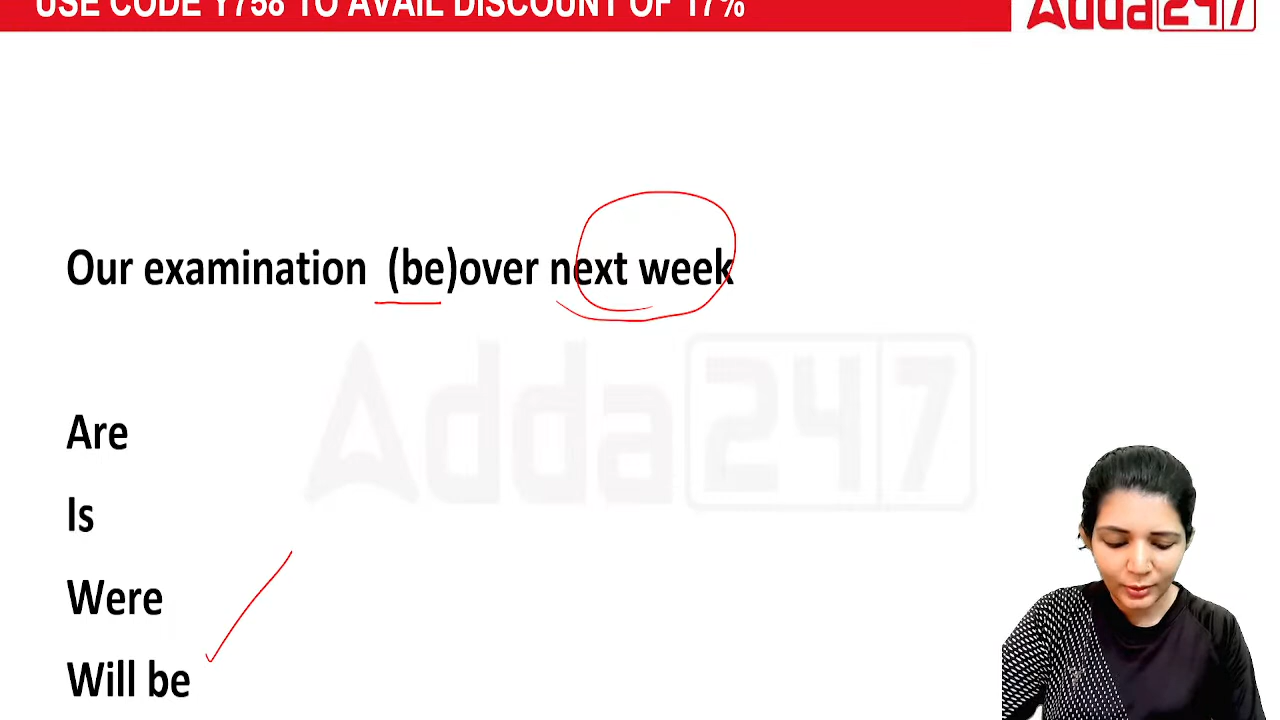 USE CODE Y758 TO AVAIL DISCOUNT OF 17%
Adda247
Our examination (be)over next week
Adda247
Are
Is
Were
Will be